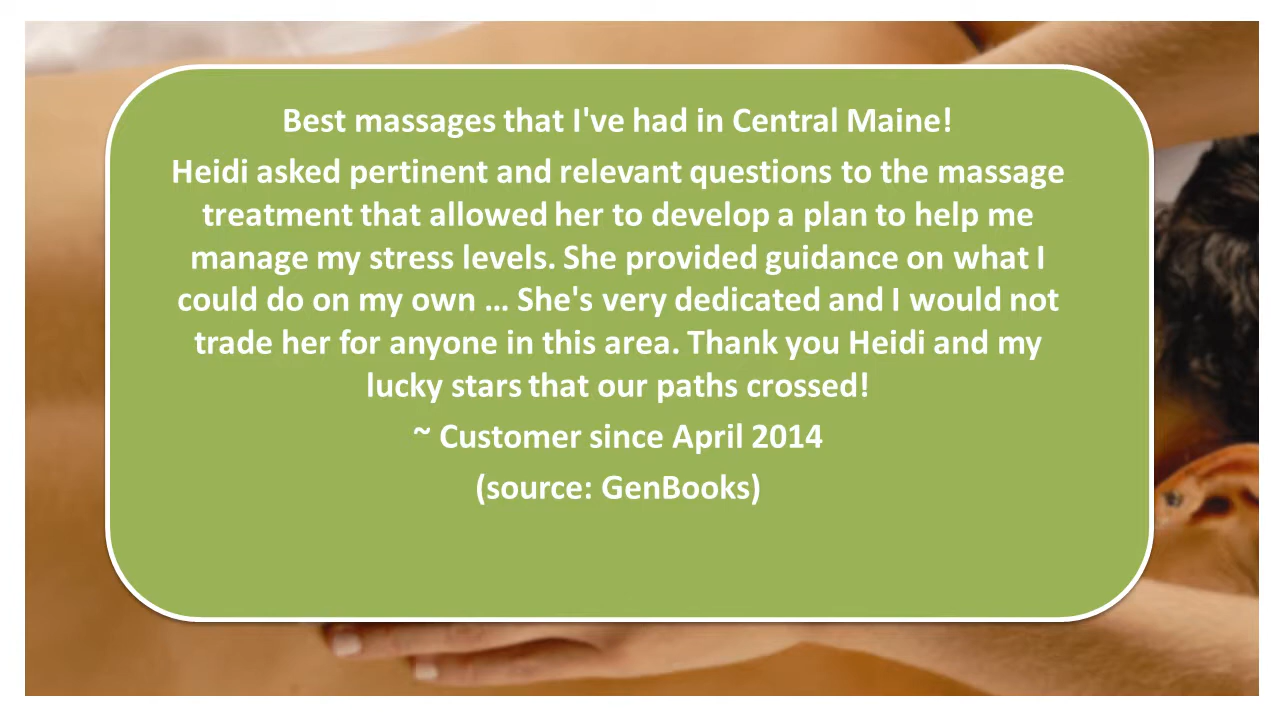 Best massages that I've had in Central Maine!
Heidi asked pertinent and relevant questions to the massage
treatment that allowed her to develop a plan to help me
manage my stress levels. She provided guidance on what I
could do on my own ... She's very dedicated and I would not
trade her for anyone in this area. Thank you Heidi and my
lucky stars that our paths crossed!
~ Customer since April 2014
(source: GenBooks)